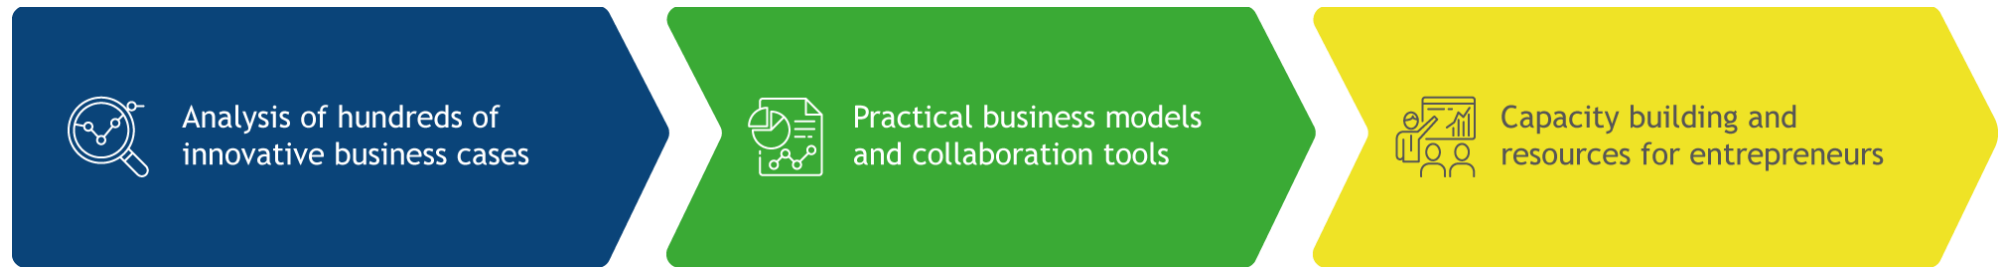 Analysis of hundreds of
innovative business cases
Practical business models
and collaboration tools
Capacity building and
resources for entrepreneurs